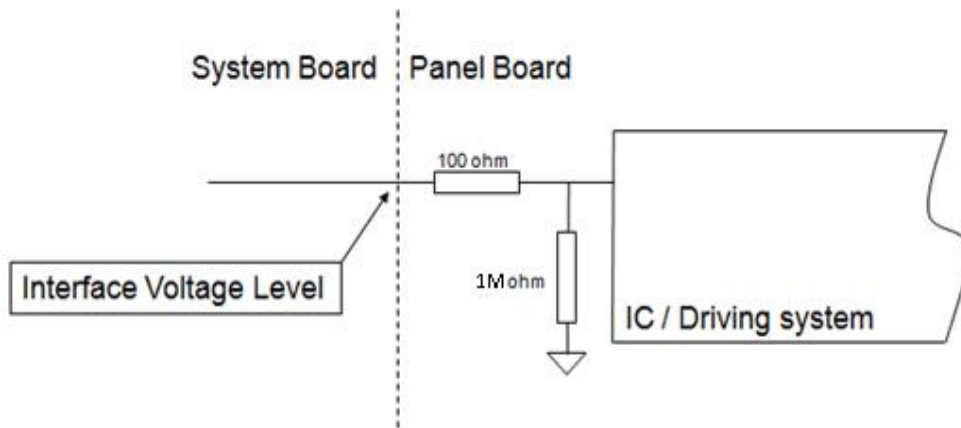 System Board
Panel Board
100 ohm
Interface Voltage Level
1M ohm
IC / Driving system